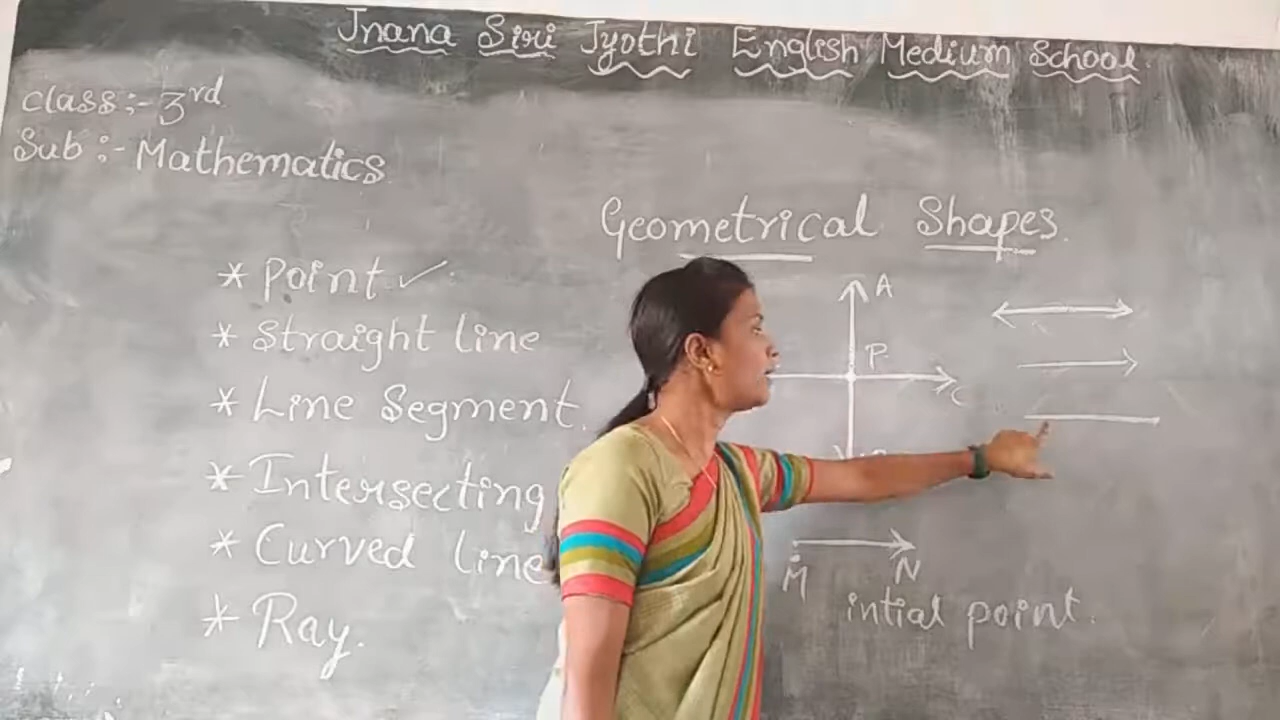 Jnana Siri Jyothi English Medium School.
Class :- 3rd
Sub :- Mathematics
Geometrical Shapes.
* Point ✓
* Straight line
* Line Segment.
* Intersecting
* Curved line
* Ray.
A
P
C
M N
intial point.